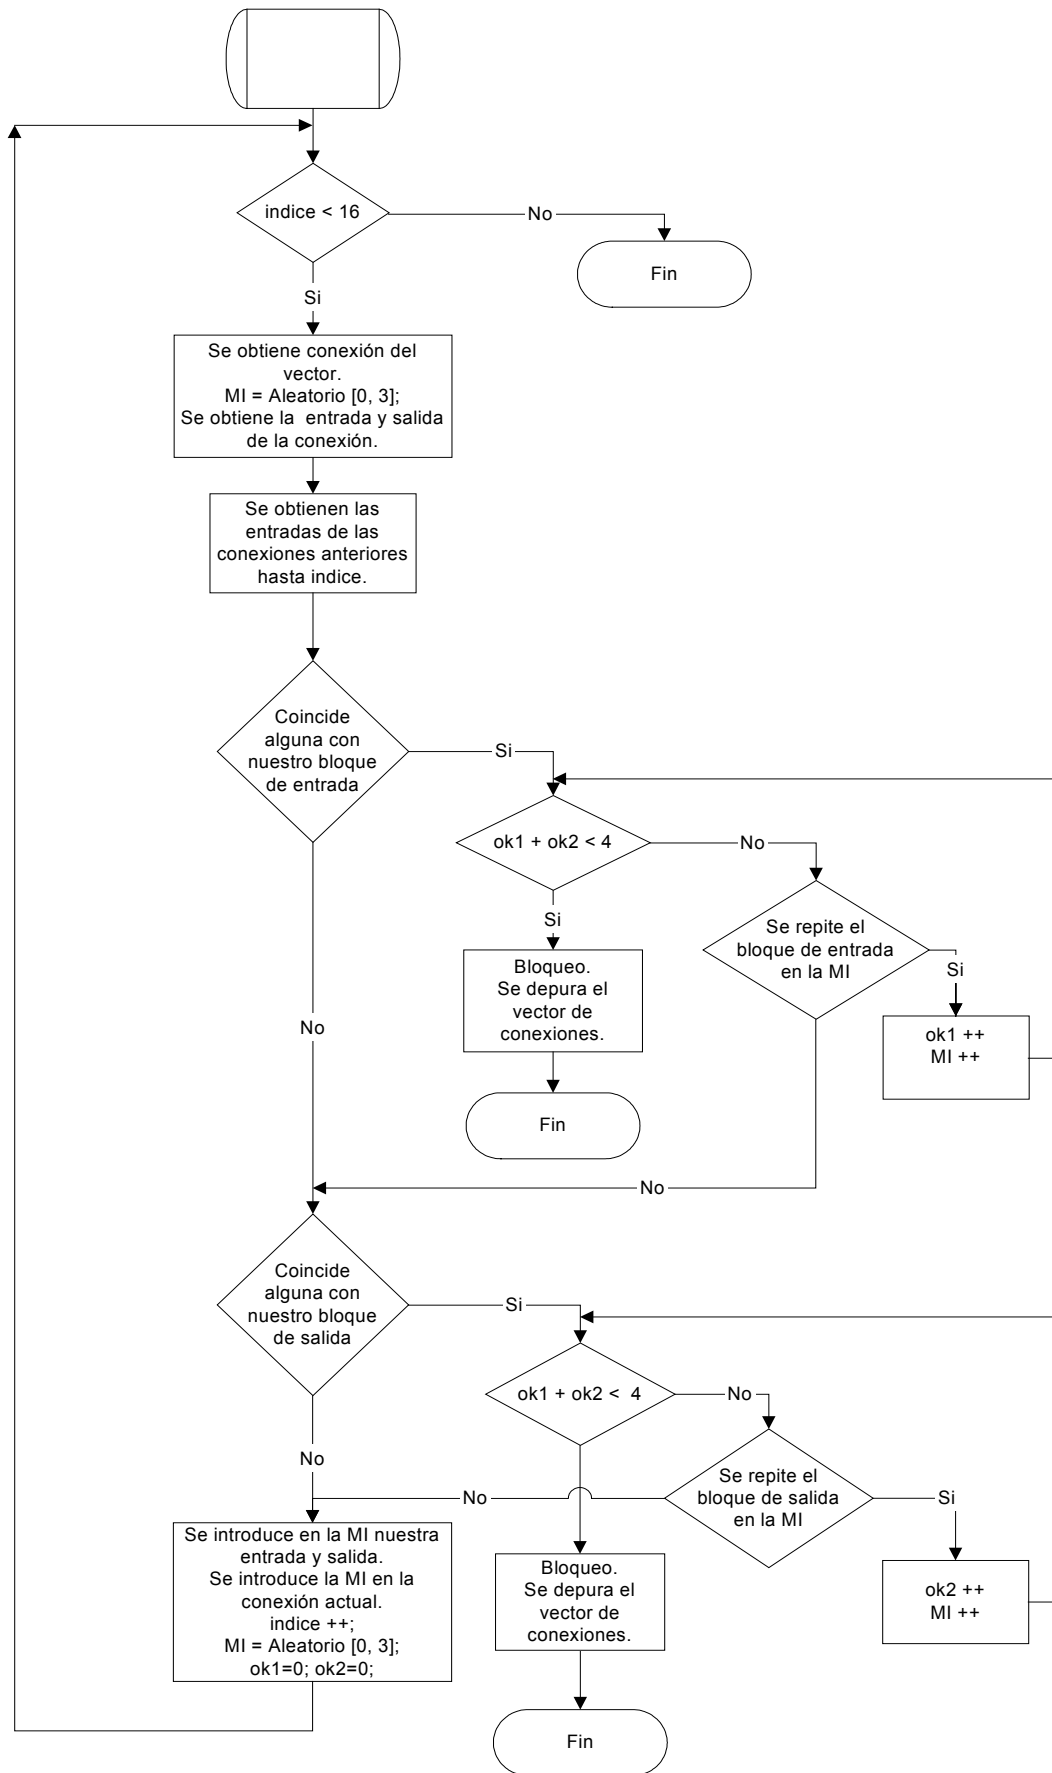 indice < 16
No
Fin
Si
Se obtiene conexión del
vector.
MI = Aleatorio [0, 3];
Se obtiene la entrada y salida
de la conexión.
Se obtienen las
entradas de las
conexiones anteriores
hasta indice.
Coincide
alguna con
nuestro bloque
de entrada
Si
ok1 + ok2 < 4
No
Se repite el
bloque de entrada
en la MI
Si
Si
Bloqueo.
Se depura el
vector de
conexiones.
ok1 ++
MI ++
No
Fin
No
Coincide
alguna con
nuestro bloque
de salida
Si
ok1 + ok2 < 4
No
Se repite el
bloque de salida
en la MI
No
No
Si
Se introduce en la MI nuestra
entrada y salida.
Se introduce la MI en la
conexión actual.
indice ++;
MI = Aleatorio [0, 3];
ok1=0; ok2=0;
Bloqueo.
Se depura el
vector de
conexiones.
ok2 ++
MI ++
Fin